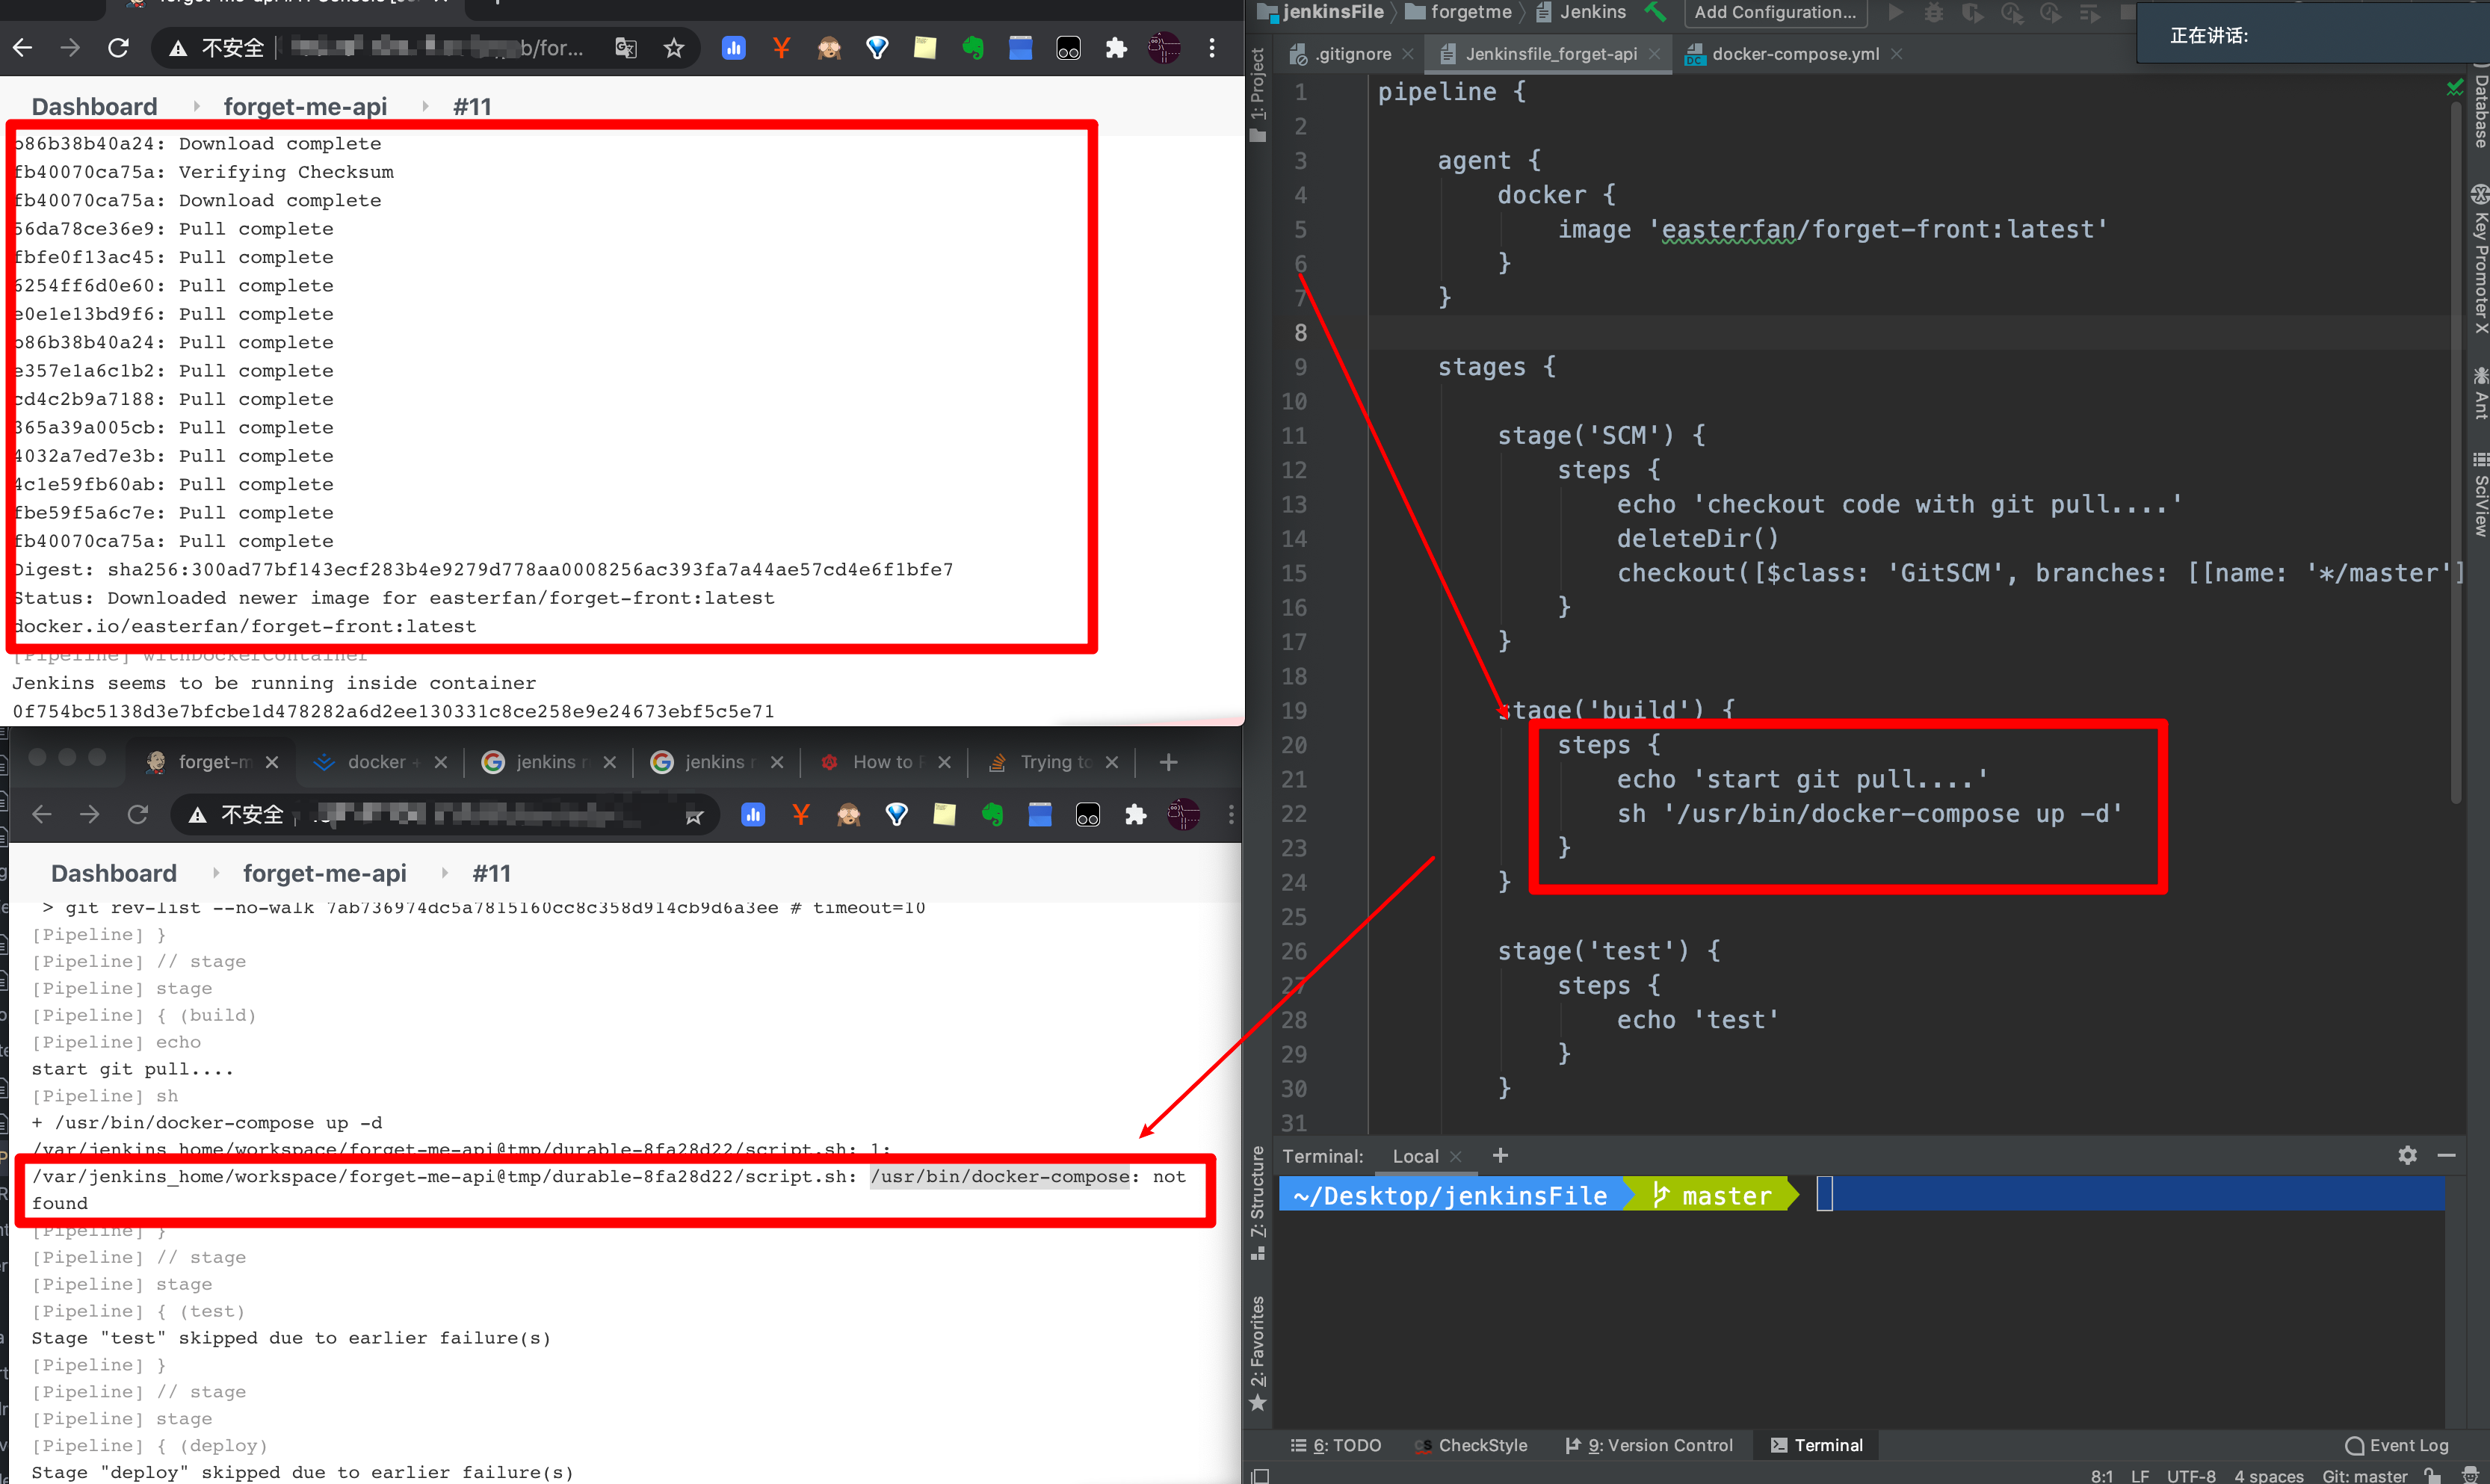 不安全
b/for...
Dashboard > forget-me-api > #11
b86b38b40a24: Download complete
fb40070ca75a: Verifying Checksum
fb40070ca75a: Download complete
56da78ce36e9: Pull complete
fbfe0f13ac45: Pull complete
6254ff6d0e60: Pull complete
e0e1e13bd9f6: Pull complete
b86b38b40a24: Pull complete
e357e1a6c1b2: Pull complete
cd4c2b9a7188: Pull complete
365a39a005cb: Pull complete
4032a7ed7e3b: Pull complete
4c1e59fb60ab: Pull complete
fbe59f5a6c7e: Pull complete
fb40070ca75a: Pull complete
Digest: sha256:300ad77bf143ecf283b4e9279d778aa0008256ac393fa7a44ae57cd4e6f1bfe7
Status: Downloaded newer image for easterfan/forget-front:latest
docker.io/easterfan/forget-front:latest
[Pipeline] withDockerContainer
Jenkins seems to be running inside container
0f754bc5138d3e7bfcbe1d478282a6d2ee130331c8ce258e9e24673ebf5c5e71
forget-m
docker +
jenkins
jenkins
How to
Trying to
不安全
Dashboard > forget-me-api > #11
> git rev-list --no-walk 7ab736974dc5a7815160cc8c358d914cb9d6a3ee # timeout=10
[Pipeline] }
[Pipeline] // stage
[Pipeline] stage
[Pipeline] { (build)
[Pipeline] echo
start git pull....
[Pipeline] sh
+ /usr/bin/docker-compose up -d
/var/jenkins_home/workspace/forget-me-api@tmp/durable-8fa28d22/script.sh: 1:
/var/jenkins_home/workspace/forget-me-api@tmp/durable-8fa28d22/script.sh: /usr/bin/docker-compose: not
found
[Pipeline] }
[Pipeline] // stage
[Pipeline] stage
[Pipeline] { (test)
Stage "test" skipped due to earlier failure(s)
[Pipeline] }
[Pipeline] // stage
[Pipeline] stage
[Pipeline] { (deploy)
Stage "deploy" skipped due to earlier failure(s)
jenkinsFile
forgetme
Jenkins
Add Configuration...
正在讲话:
.gitignore
Jenkinsfile_forget-api
docker-compose.yml
1: Project
1 pipeline {
2
3 agent {
4 docker {
5 image 'easterfan/forget-front:latest'
6 }
7 }
8
9 stages {
10
11 stage('SCM') {
12 steps {
13 echo 'checkout code with git pull....'
14 deleteDir()
15 checkout([$class: 'GitSCM', branches: [[name: '*/master']
16 }
17 }
18
19 stage('build') {
20 steps {
21 echo 'start git pull....'
22 sh '/usr/bin/docker-compose up -d'
23 }
24 }
25
26 stage('test') {
27 steps {
28 echo 'test'
29 }
30 }
31
Database
Key Promoter X
Ant
SciView
Z: Structure
2: Favorites
Terminal: Local
~/Desktop/jenkinsFile master
6: TODO
CheckStyle
9: Version Control
Terminal
Event Log
8:1 LF UTF-8 4 spaces Git: master